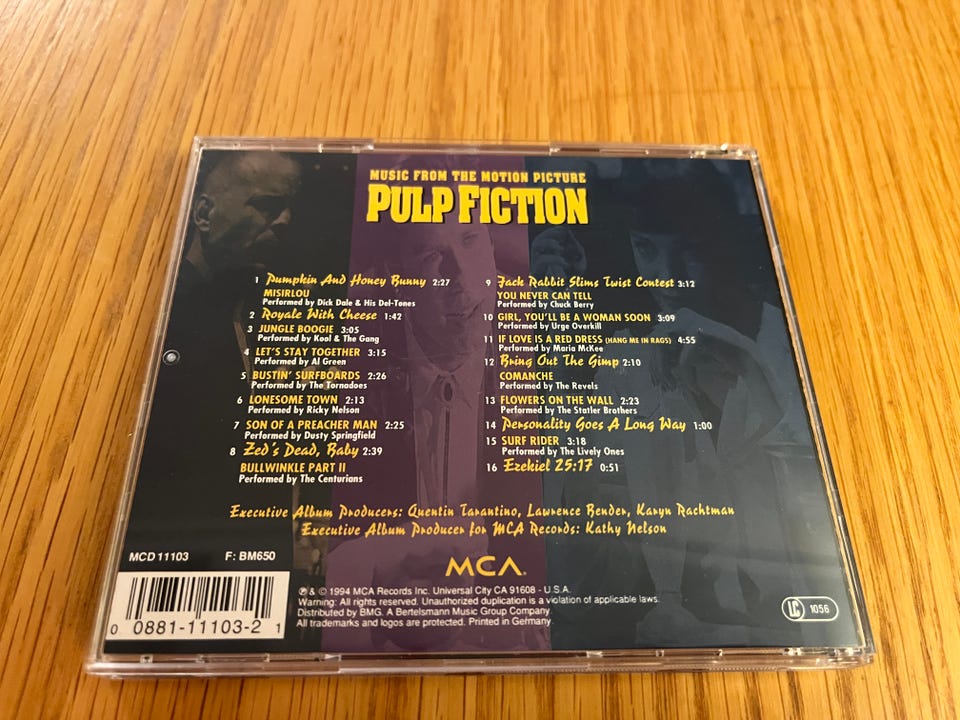 MUSIC FROM THE MOTION PICTURE
PULP FICTION
1 Pumpkin And Honey Bunny 2:27
MISIRLOU
Performed by Dick Dale & His Del-Tones
2 Royale With Cheese 1:42
3 JUNGLE BOOGIE 3:05
Performed by Kool & The Gang
4 LET'S STAY TOGETHER 3:15
Performed by Al Green
5 BUSTIN' SURFBOARDS 2:26
Performed by The Tornadoes
6 LONESOME TOWN 2:13
Performed by Ricky Nelson
7 SON OF A PREACHER MAN 2:25
Performed by Dusty Springfield
8 Zed's Dead, Baby 2:39
BULLWINKLE PART II
Performed by The Centurians
9 Jack Rabbit Slims Twist Contest 3:12
YOU NEVER CAN TELL
Performed by Chuck Berry
10 GIRL, YOU'LL BE A WOMAN SOON 3:09
Performed by Urge Overkill
11 IF LOVE IS A RED DRESS (HANG ME IN RAGS) 4:55
Performed by Maria McKee
12 Bring Out The Gimp 2:10
COMANCHE
Performed by The Revels
13 FLOWERS ON THE WALL 2:23
Performed by The Statler Brothers
14 Personality Goes A Long Way 1:00
15 SURF RIDER 3:18
Performed by The Lively Ones
16 Ezekiel 25:17 0:51
Executive Album Producers: Quentin Tarantino, Lawrence Bender, Karyn Rachtman
Executive Album Producer for MCA Records: Kathy Nelson
MCD 11103 F: BM650
MCA.
℗ & © 1994 MCA Records Inc. Universal City CA 91608 - U.S.A.
Warning: All rights reserved. Unauthorized duplication is a violation of applicable laws.
Distributed by BMG. A Bertelsmann Music Group Company.
All trademarks and logos are protected. Printed in Germany.
0 0881-11103-2 1
LC 1056